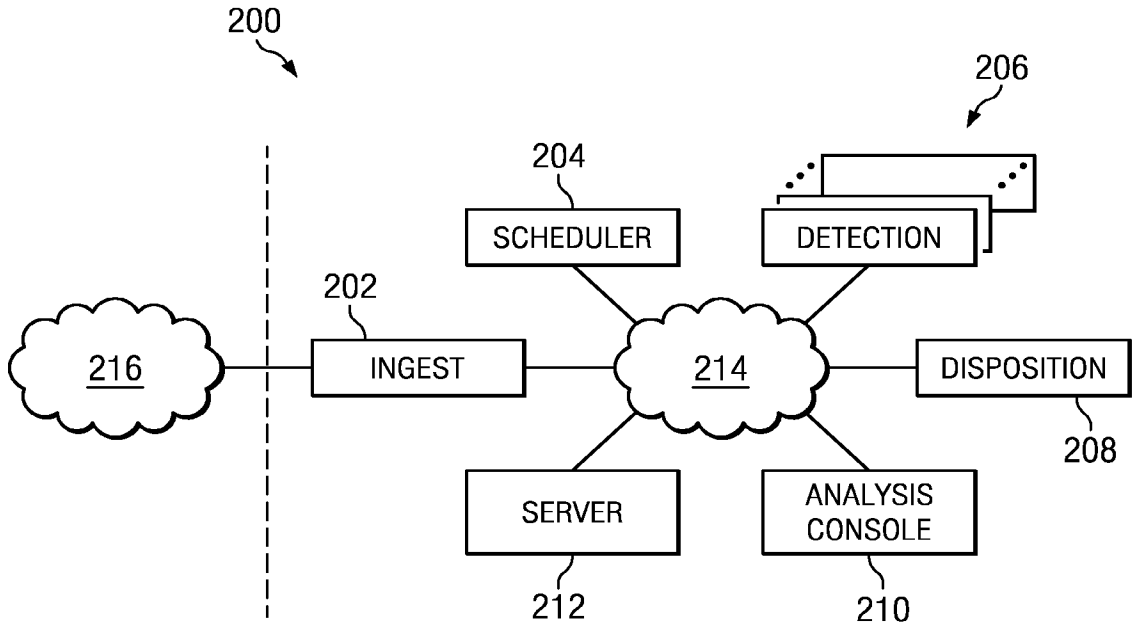 200
206
204
SCHEDULER
DETECTION
202
216
INGEST
214
DISPOSITION
208
SERVER
ANALYSIS
CONSOLE
212
210